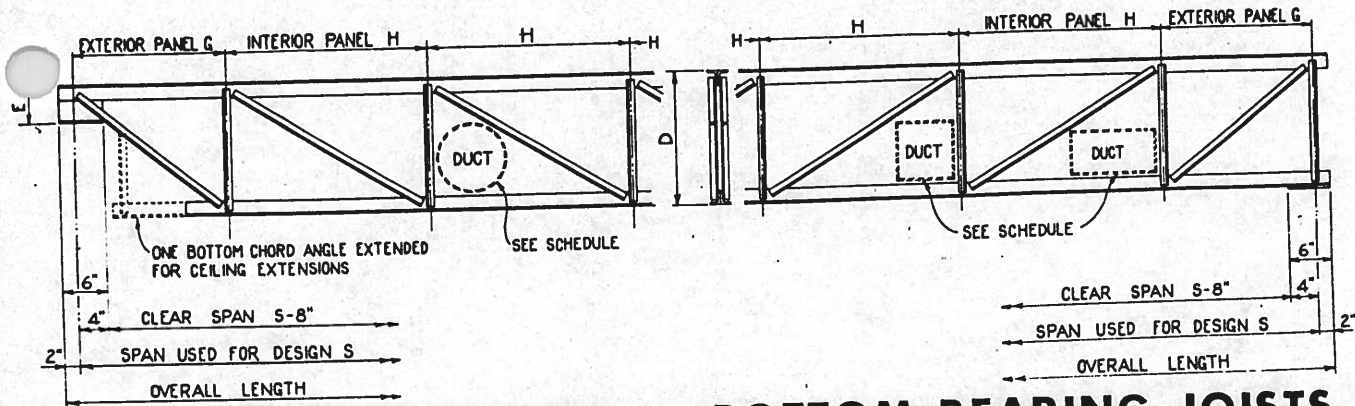 EXTERIOR PANEL G
INTERIOR PANEL H
H
H
H
H
INTERIOR PANEL H
EXTERIOR PANEL G
E
D
DUCT
DUCT
DUCT
ONE BOTTOM CHORD ANGLE EXTENDED
FOR CEILING EXTENSIONS
SEE SCHEDULE
SEE SCHEDULE
6"
4"
CLEAR SPAN S-8"
2"
SPAN USED FOR DESIGN S
OVERALL LENGTH
6"
CLEAR SPAN S-8"
4"
SPAN USED FOR DESIGN S
2"
OVERALL LENGTH
BOTTOM BEARING JOISTS